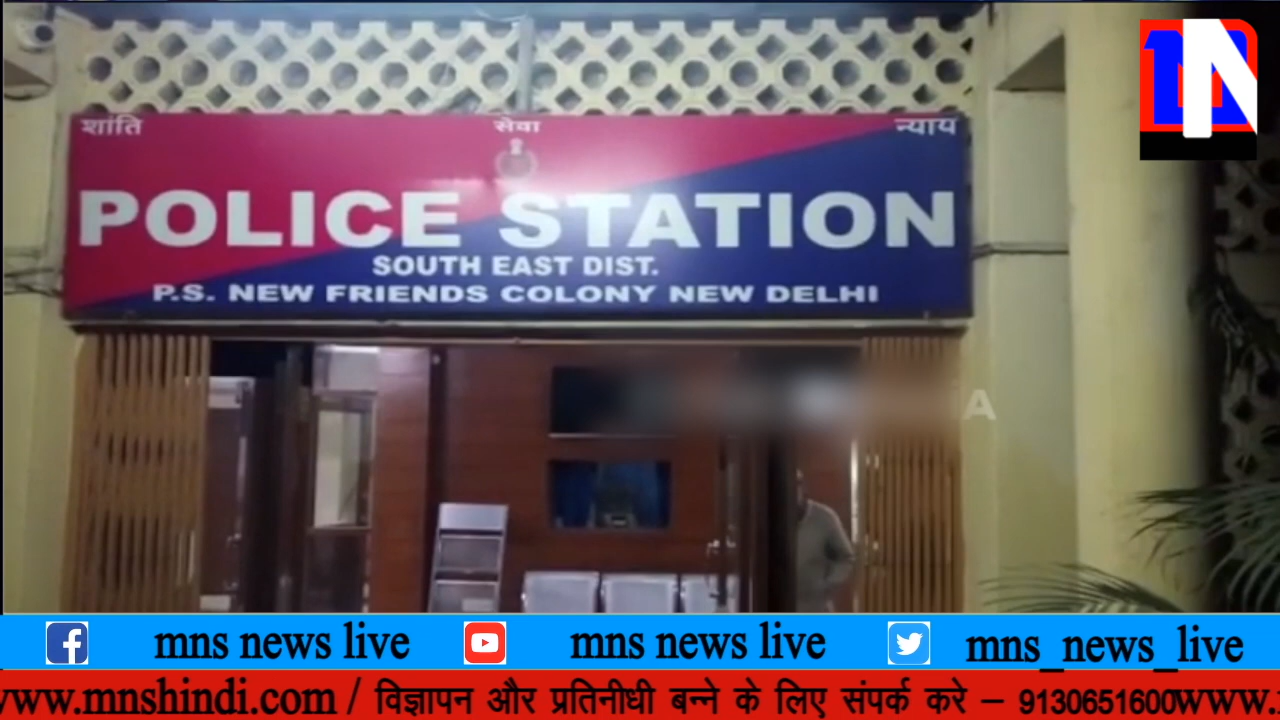 शांति सेवा न्याय
POLICE STATION
SOUTH EAST DIST.
P.S. NEW FRIENDS COLONY NEW DELHI
A
mns news live mns news live mns_news_live
www.mnshindi.com / विज्ञापन और प्रतिनीधी बन्ने के लिए संपर्क करे – 9130651600www.